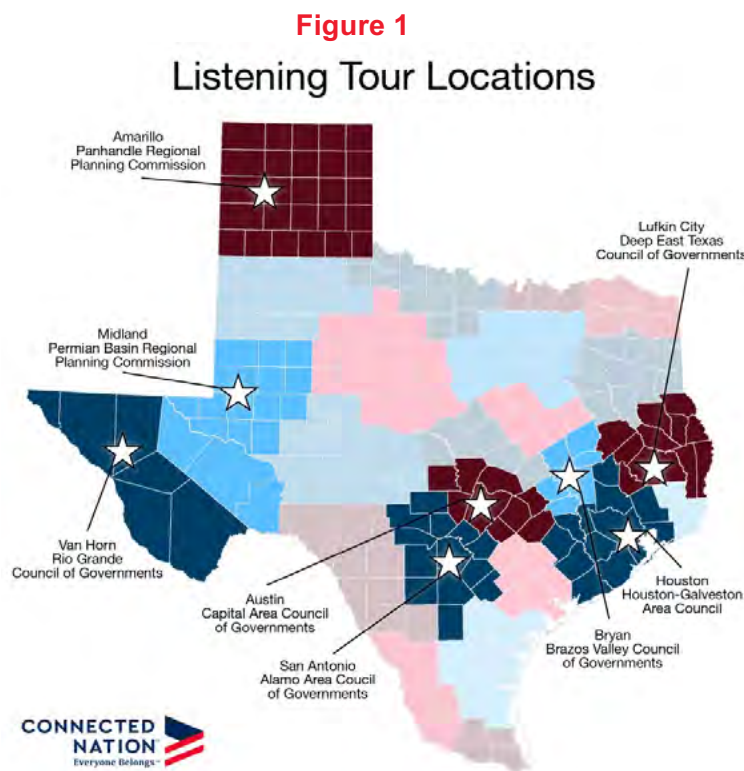 Figure 1
Listening Tour Locations
Amarillo
Panhandle Regional
Planning Commission
Lufkin City
Deep East Texas
Council of Governments
Midland
Permian Basin Regional
Planning Commission
Van Horn
Rio Grande
Council of Governments
Austin
Capital Area Council
of Governments
San Antonio
Alamo Area Coucil
of Governments
Houston
Houston-Galveston
Area Council
Bryan
Brazos Valley Council
of Governments
CONNECTED
NATION
Everyone Belongs